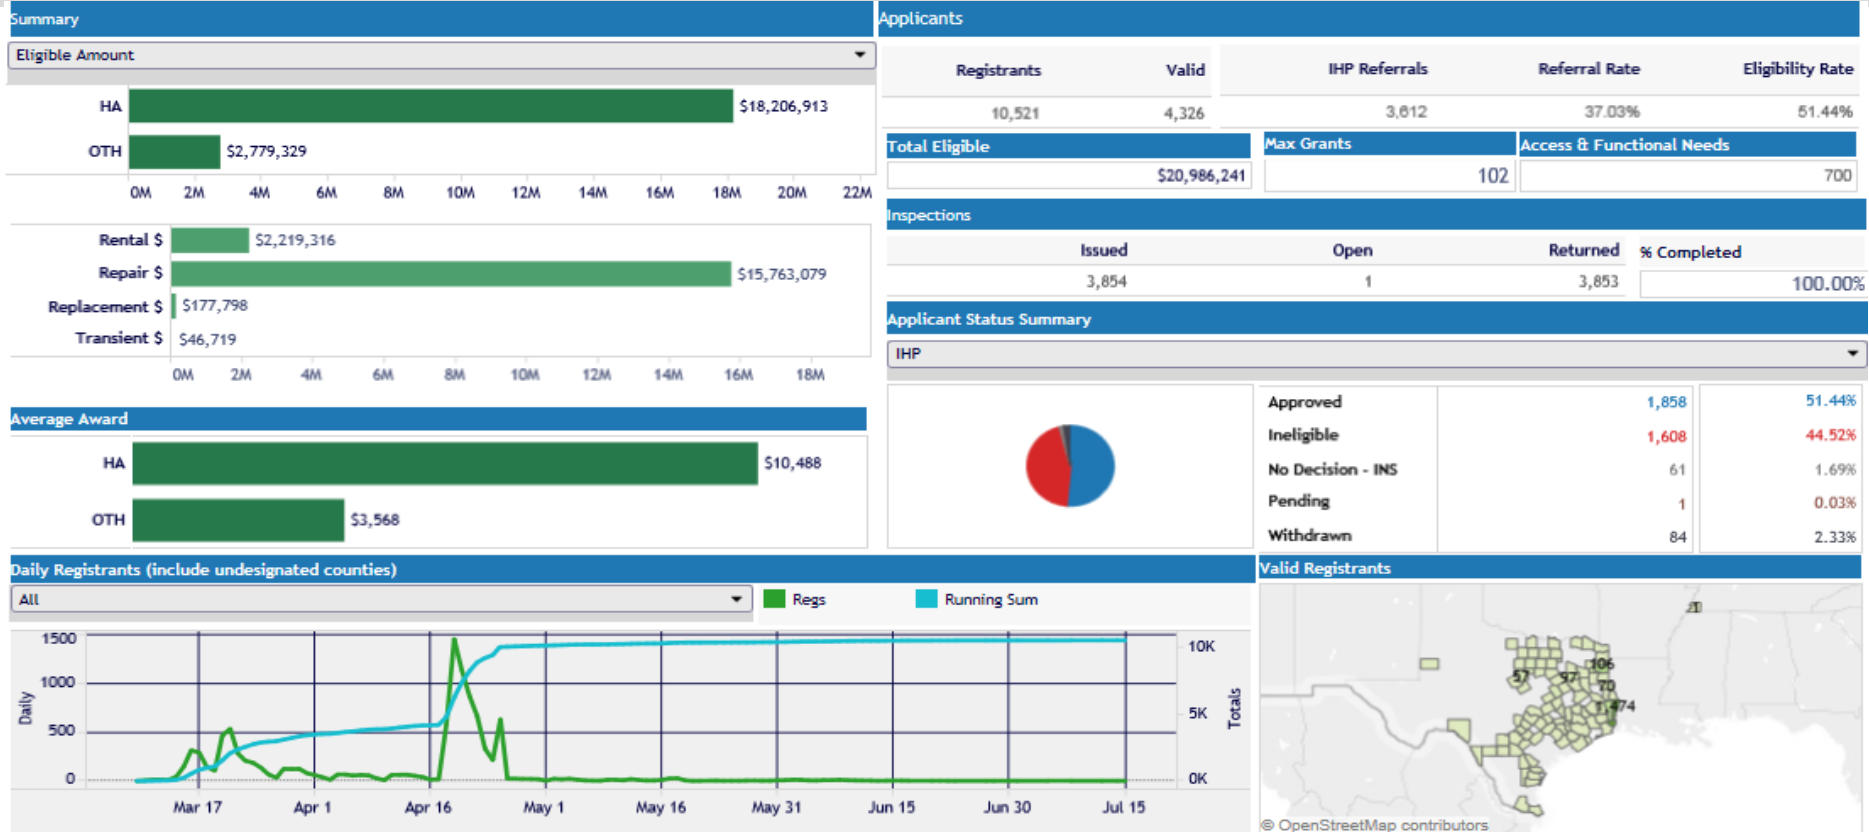 Summary
Eligible Amount
HA $18,206,913
OTH $2,779,329
0M 2M 4M 6M 8M 10M 12M 14M 16M 18M 20M 22M
Rental $ $2,219,316
Repair $ $15,763,079
Replacement $ $177,798
Transient $ $46,719
0M 2M 4M 6M 8M 10M 12M 14M 16M 18M
Average Award
HA $10,488
OTH $3,568
Applicants
Registrants Valid IHP Referrals Referral Rate Eligibility Rate
10,521 4,326 3,612 37.03% 51.44%
Total Eligible Max Grants Access & Functional Needs
$20,986,241 102 700
Inspections
Issued Open Returned % Completed
3,854 1 3,853 100.00%
Applicant Status Summary
IHP
Approved 1,858 51.44%
Ineligible 1,608 44.52%
No Decision - INS 61 1.69%
Pending 1 0.03%
Withdrawn 84 2.33%
Daily Registrants (include undesignated counties)
All Regs Running Sum
1500 10K
1000
500 5K
0 0K
Daily
Totals
Mar 17 Apr 1 Apr 16 May 1 May 16 May 31 Jun 15 Jun 30 Jul 15
Valid Registrants
106
57 97
70
1,474
© OpenStreetMap contributors